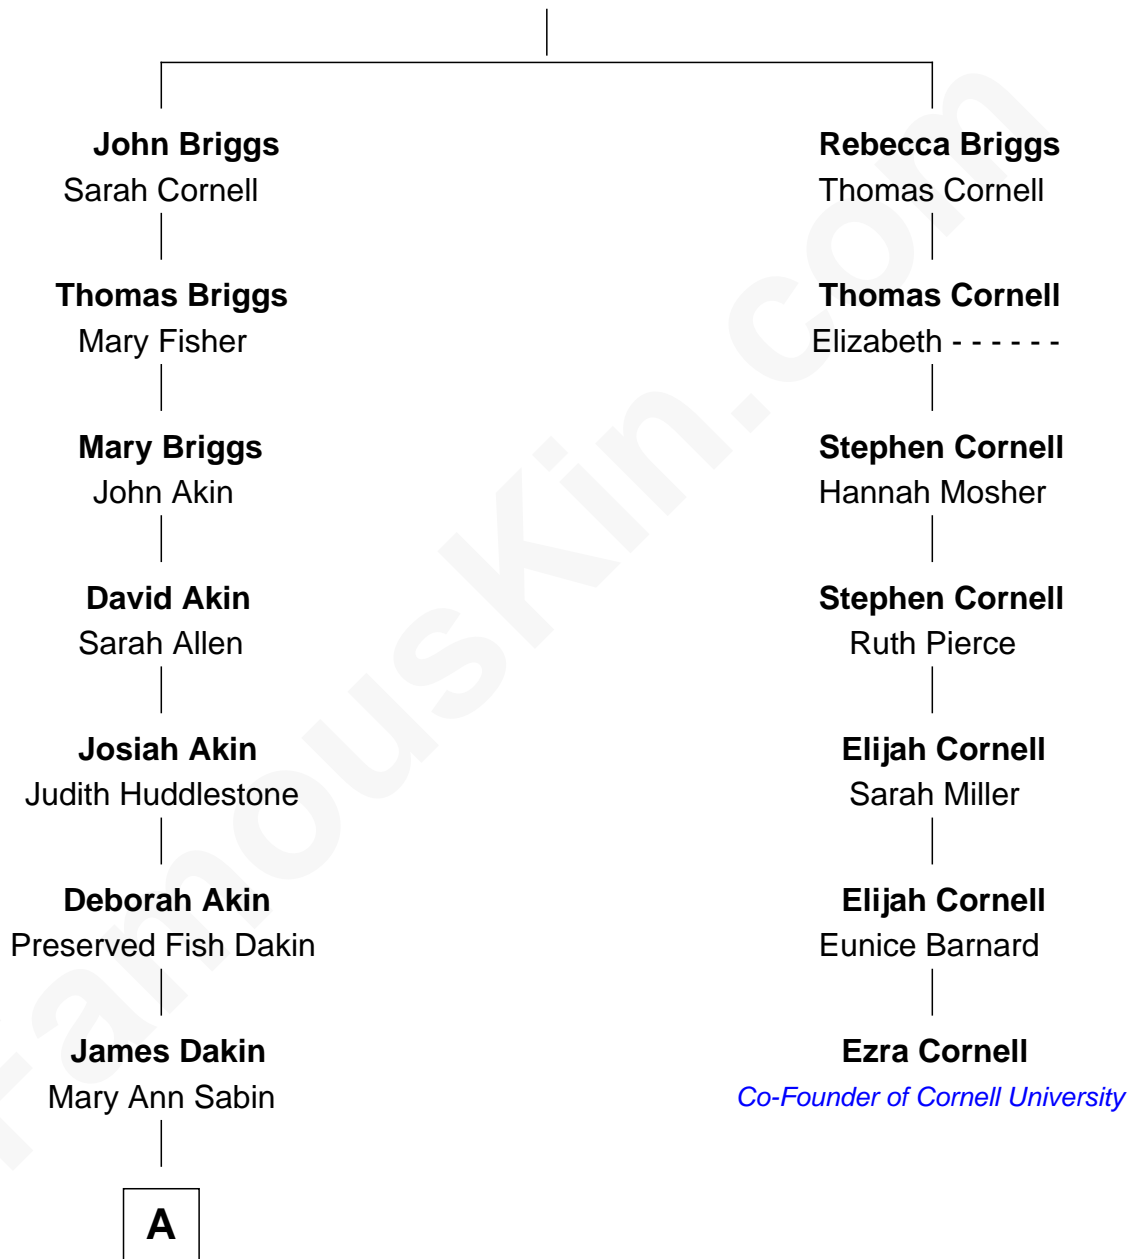 John Briggs
Sarah Cornell
Thomas Briggs
Mary Fisher
Mary Briggs
John Akin
David Akin
Sarah Allen
Josiah Akin
Judith Huddlestone
Deborah Akin
Preserved Fish Dakin
James Dakin
Mary Ann Sabin
A
Rebecca Briggs
Thomas Cornell
Thomas Cornell
Elizabeth - - - - - -
Stephen Cornell
Hannah Mosher
Stephen Cornell
Ruth Pierce
Elijah Cornell
Sarah Miller
Elijah Cornell
Eunice Barnard
Ezra Cornell
Co-Founder of Cornell University
FamousKin.com